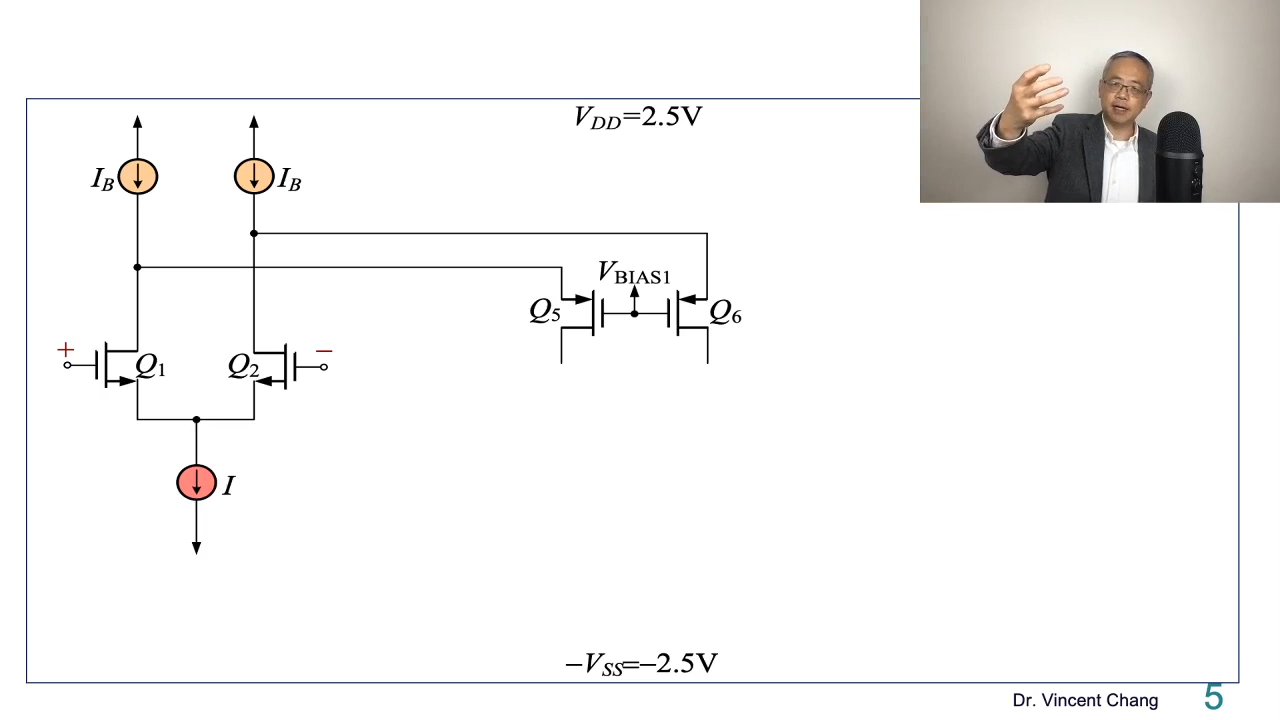 V_DD=2.5V
I_B
I_B
V_BIAS1
Q_5
Q_6
+
Q_1
Q_2
−
I
−V_SS=−2.5V
Dr. Vincent Chang
5